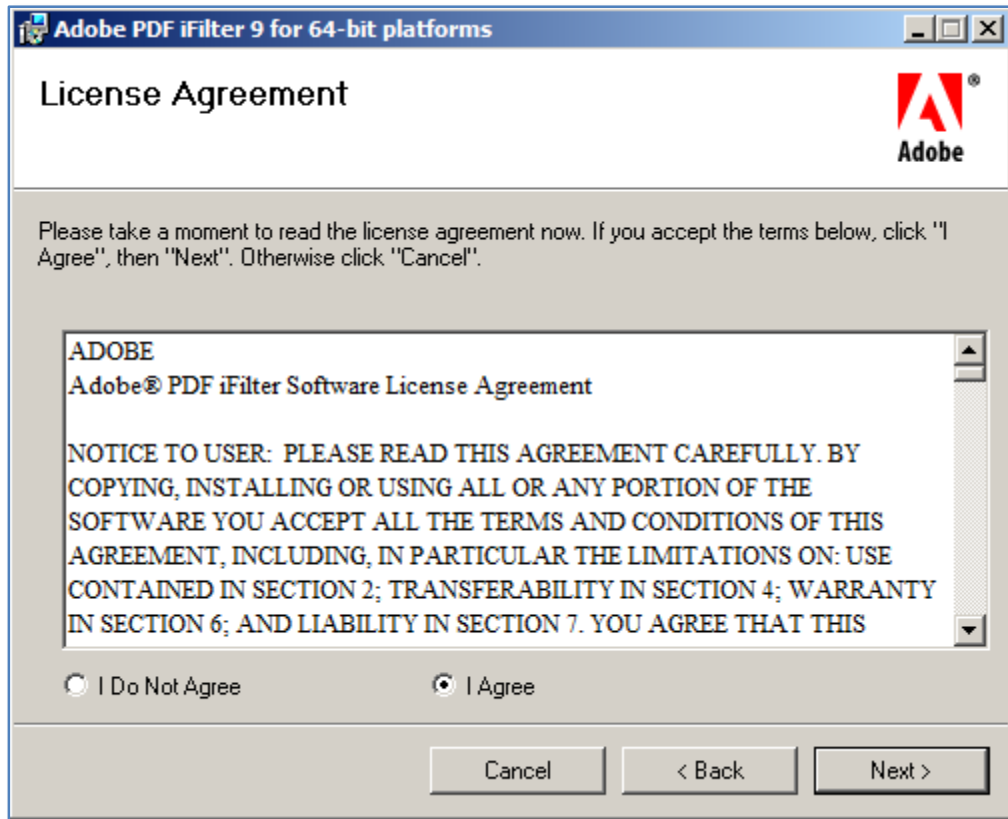 Adobe PDF iFilter 9 for 64-bit platforms
License Agreement
®
Adobe
Please take a moment to read the license agreement now. If you accept the terms below, click "I
Agree", then "Next". Otherwise click "Cancel".
ADOBE
Adobe® PDF iFilter Software License Agreement
NOTICE TO USER:  PLEASE READ THIS AGREEMENT CAREFULLY. BY
COPYING, INSTALLING OR USING ALL OR ANY PORTION OF THE
SOFTWARE YOU ACCEPT ALL THE TERMS AND CONDITIONS OF THIS
AGREEMENT, INCLUDING, IN PARTICULAR THE LIMITATIONS ON: USE
CONTAINED IN SECTION 2; TRANSFERABILITY IN SECTION 4; WARRANTY
IN SECTION 6; AND LIABILITY IN SECTION 7. YOU AGREE THAT THIS
I Do Not Agree
I Agree
Cancel
< Back
Next >